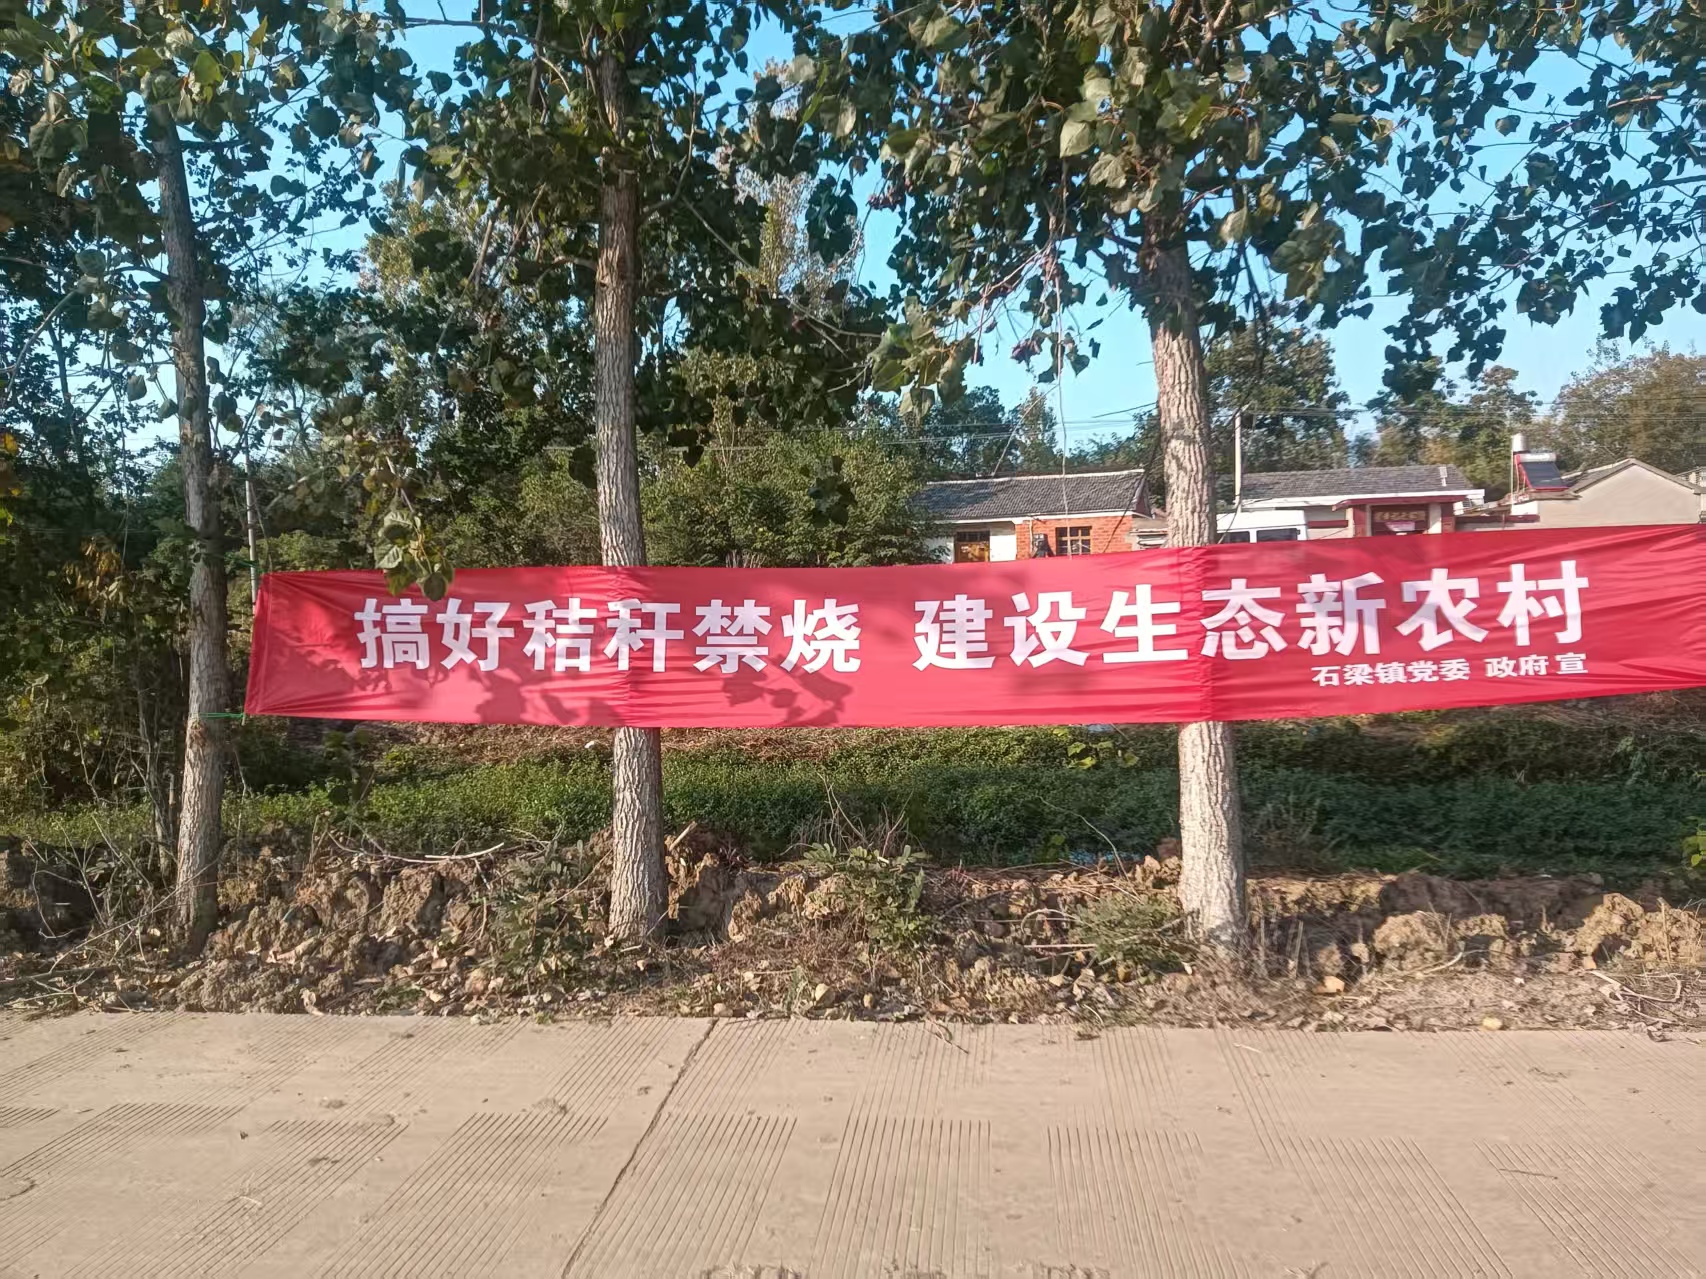 搞好秸秆禁烧 建设生态新农村
石梁镇党委 政府宣